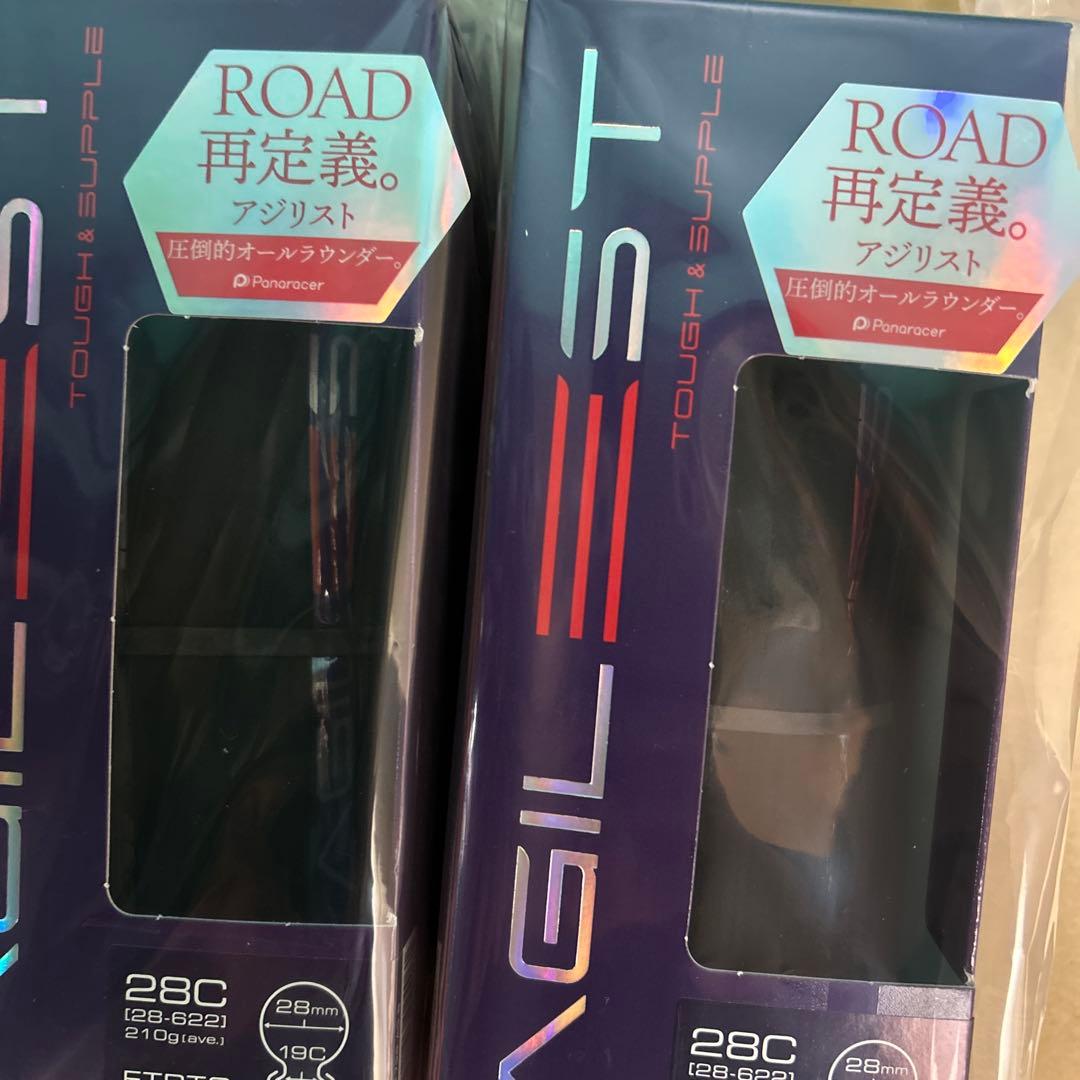 ROAD
再定義。
アジリスト
圧倒的オールラウンダー。
Panaracer
TOUGH & SUPPLE
28C
[28-622]
210g[ave.]
28mm
19C
ROAD
再定義。
アジリスト
圧倒的オールラウンダー。
Panaracer
AGILEST
TOUGH & SUPPLE
28C
[28-622]
28mm